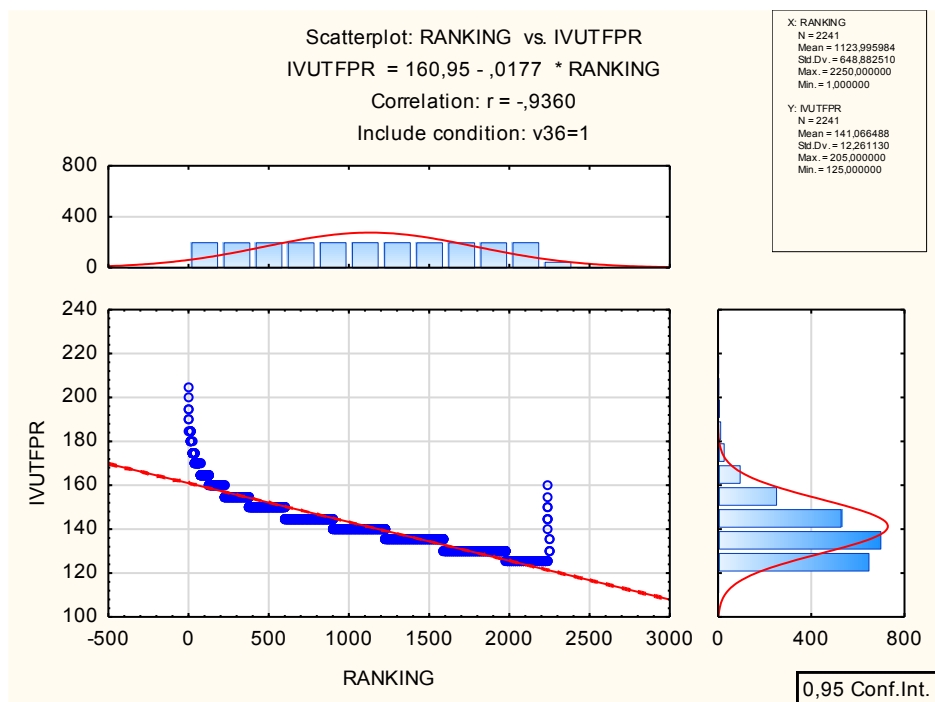 Scatterplot: RANKING vs. IVUTFPR
IVUTFPR = 160,95 - ,0177 * RANKING
Correlation: r = -,9360
Include condition: v36=1
X: RANKING
N = 2241
Mean = 1123,995984
Std.Dv. = 648,882510
Max. = 2250,000000
Min. = 1,000000
Y: IVUTFPR
N = 2241
Mean = 141,066488
Std.Dv. = 12,261130
Max. = 205,000000
Min. = 125,000000
800
400
0
240
220
200
180
160
140
120
100
IVUTFPR
-500 0 500 1000 1500 2000 2500 3000
RANKING
0 400 800
0,95 Conf.Int.